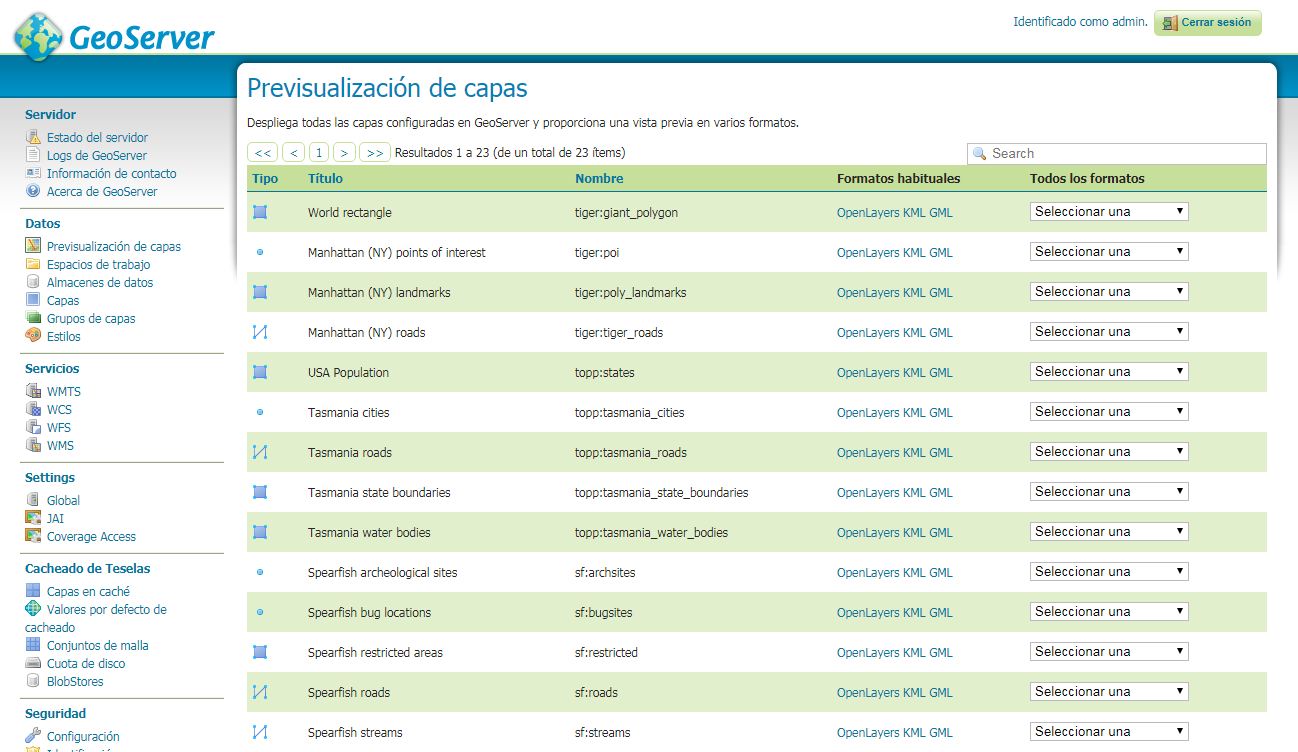 GeoServer
Identificado como admin. Cerrar sesión
Servidor
Estado del servidor
Logs de GeoServer
Información de contacto
Acerca de GeoServer
Datos
Previsualización de capas
Espacios de trabajo
Almacenes de datos
Capas
Grupos de capas
Estilos
Servicios
WMTS
WCS
WFS
WMS
Settings
Global
JAI
Coverage Access
Cacheado de Teselas
Capas en caché
Valores por defecto de
cacheado
Conjuntos de malla
Cuota de disco
BlobStores
Seguridad
Configuración
Previsualización de capas
Despliega todas las capas configuradas en GeoServer y proporciona una vista previa en varios formatos.
<< < 1 > >> Resultados 1 a 23 (de un total de 23 ítems) Search
Tipo Título Nombre Formatos habituales Todos los formatos
World rectangle tiger:giant_polygon OpenLayers KML GML Seleccionar una
Manhattan (NY) points of interest tiger:poi OpenLayers KML GML Seleccionar una
Manhattan (NY) landmarks tiger:poly_landmarks OpenLayers KML GML Seleccionar una
Manhattan (NY) roads tiger:tiger_roads OpenLayers KML GML Seleccionar una
USA Population topp:states OpenLayers KML GML Seleccionar una
Tasmania cities topp:tasmania_cities OpenLayers KML GML Seleccionar una
Tasmania roads topp:tasmania_roads OpenLayers KML GML Seleccionar una
Tasmania state boundaries topp:tasmania_state_boundaries OpenLayers KML GML Seleccionar una
Tasmania water bodies topp:tasmania_water_bodies OpenLayers KML GML Seleccionar una
Spearfish archeological sites sf:archsites OpenLayers KML GML Seleccionar una
Spearfish bug locations sf:bugsites OpenLayers KML GML Seleccionar una
Spearfish restricted areas sf:restricted OpenLayers KML GML Seleccionar una
Spearfish roads sf:roads OpenLayers KML GML Seleccionar una
Spearfish streams sf:streams OpenLayers KML GML Seleccionar una